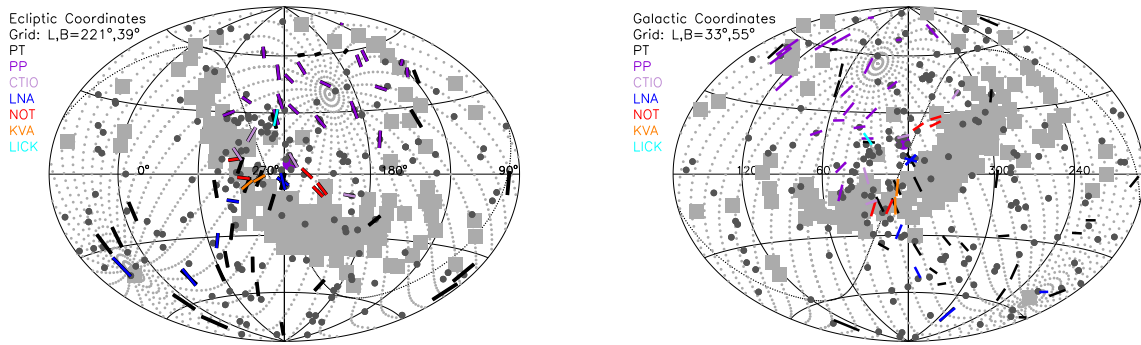 Ecliptic Coordinates
Grid: L,B=221°,39°
PT
PP
CTIO
LNA
NOT
KVA
LICK
0°
270°
180°
90°
Galactic Coordinates
Grid: L,B=33°,55°
PT
PP
CTIO
LNA
NOT
KVA
LICK
120
60
300
240